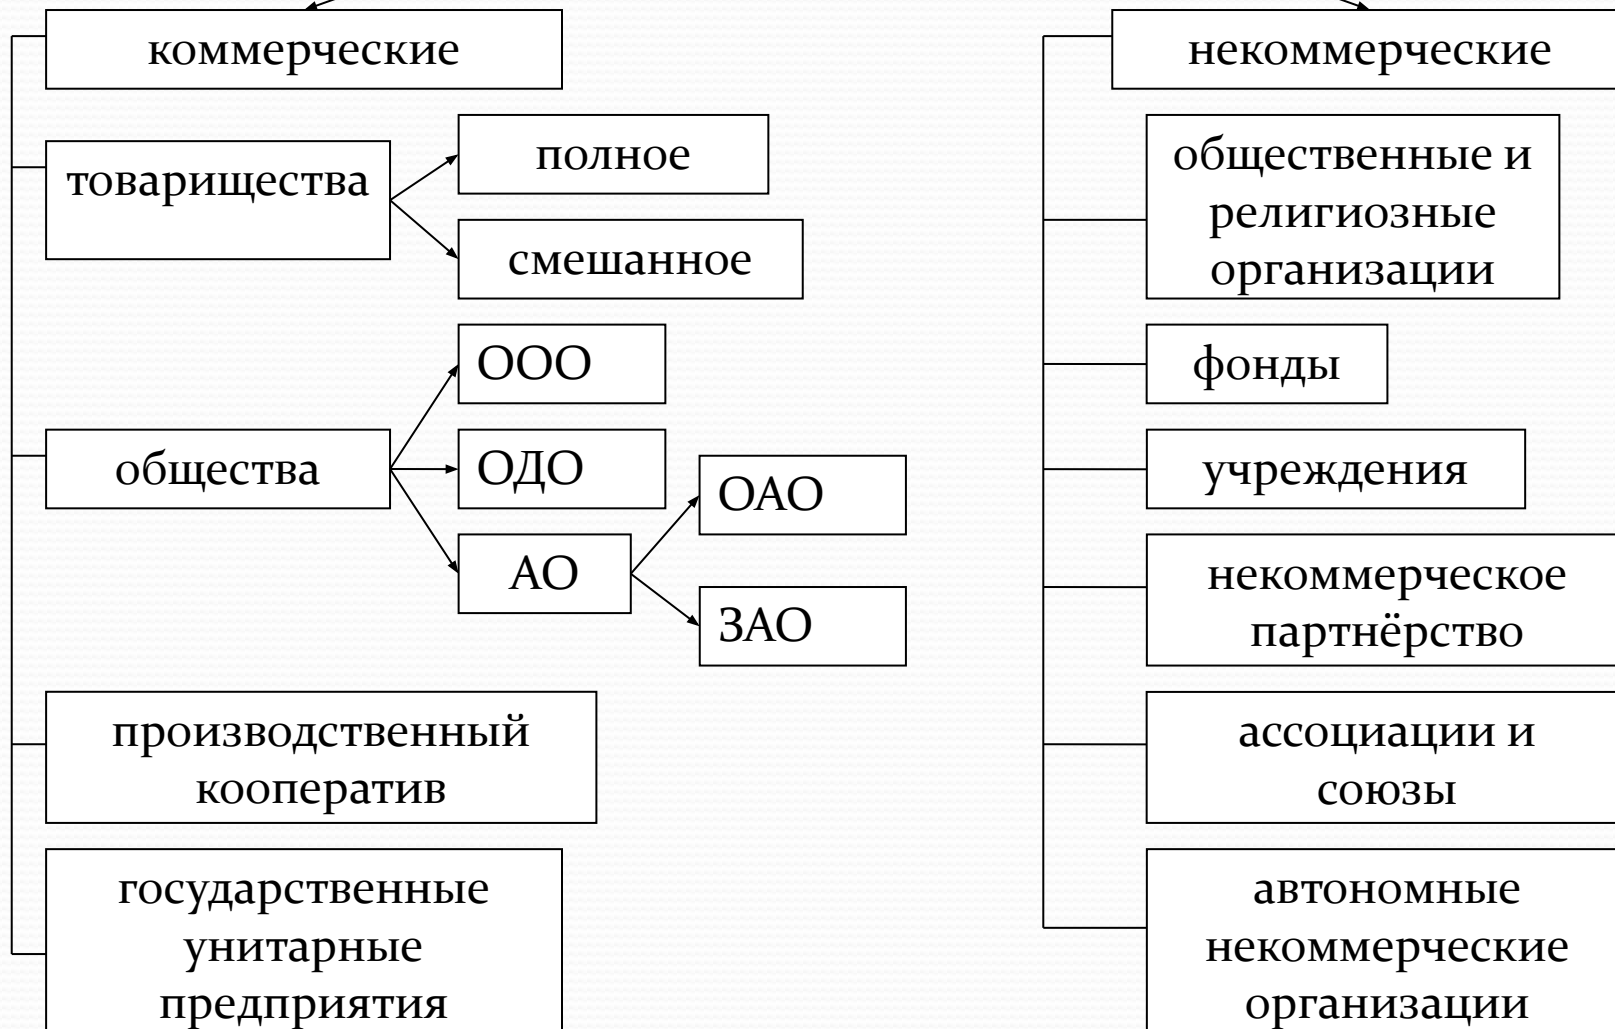 коммерческие
товарищества
полное
смешанное
общества
ООО
ОДО
АО
ОАО
ЗАО
производственный
кооператив
государственные
унитарные
предприятия
некоммерческие
общественные и
религиозные
организации
фонды
учреждения
некоммерческое
партнёрство
ассоциации и
союзы
автономные
некоммерческие
организации